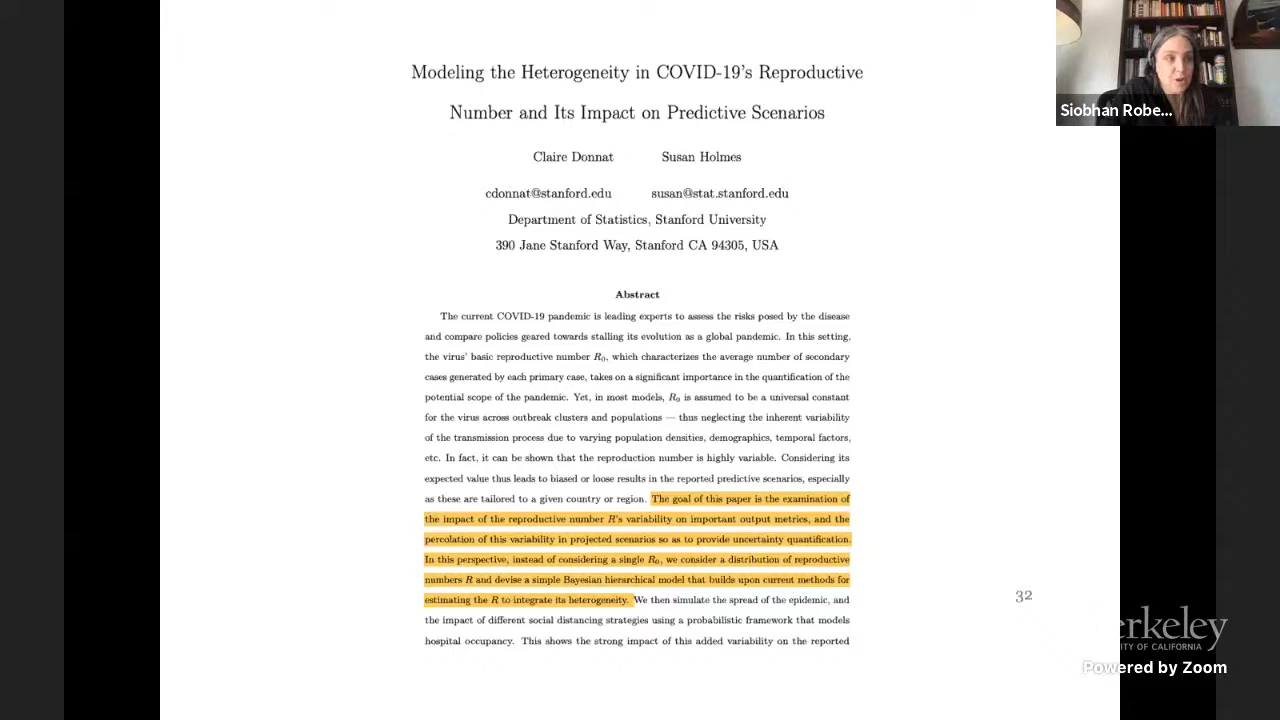 Modeling the Heterogeneity in COVID-19's Reproductive
Number and Its Impact on Predictive Scenarios
Claire Donnat Susan Holmes
cdonnat@stanford.edu susan@stat.stanford.edu
Department of Statistics, Stanford University
390 Jane Stanford Way, Stanford CA 94305, USA
Abstract
The current COVID-19 pandemic is leading experts to assess the risks posed by the disease
and compare policies geared towards stalling its evolution as a global pandemic. In this setting,
the virus' basic reproductive number R₀, which characterizes the average number of secondary
cases generated by each primary case, takes on a significant importance in the quantification of the
potential scope of the pandemic. Yet, in most models, R₀ is assumed to be a universal constant
for the virus across outbreak clusters and populations — thus neglecting the inherent variability
of the transmission process due to varying population densities, demographics, temporal factors,
etc. In fact, it can be shown that the reproduction number is highly variable. Considering its
expected value thus leads to biased or loose results in the reported predictive scenarios, especially
as these are tailored to a given country or region. The goal of this paper is the examination of
the impact of the reproductive number R's variability on important output metrics, and the
percolation of this variability in projected scenarios so as to provide uncertainty quantification.
In this perspective, instead of considering a single R₀, we consider a distribution of reproductive
numbers R and devise a simple Bayesian hierarchical model that builds upon current methods for
estimating the R to integrate its heterogeneity. We then simulate the spread of the epidemic, and
the impact of different social distancing strategies using a probabilistic framework that models
hospital occupancy. This shows the strong impact of this added variability on the reported
32
Siobhan Robe...
erkeley
ITY OF CALIFORNIA
Powered by Zoom